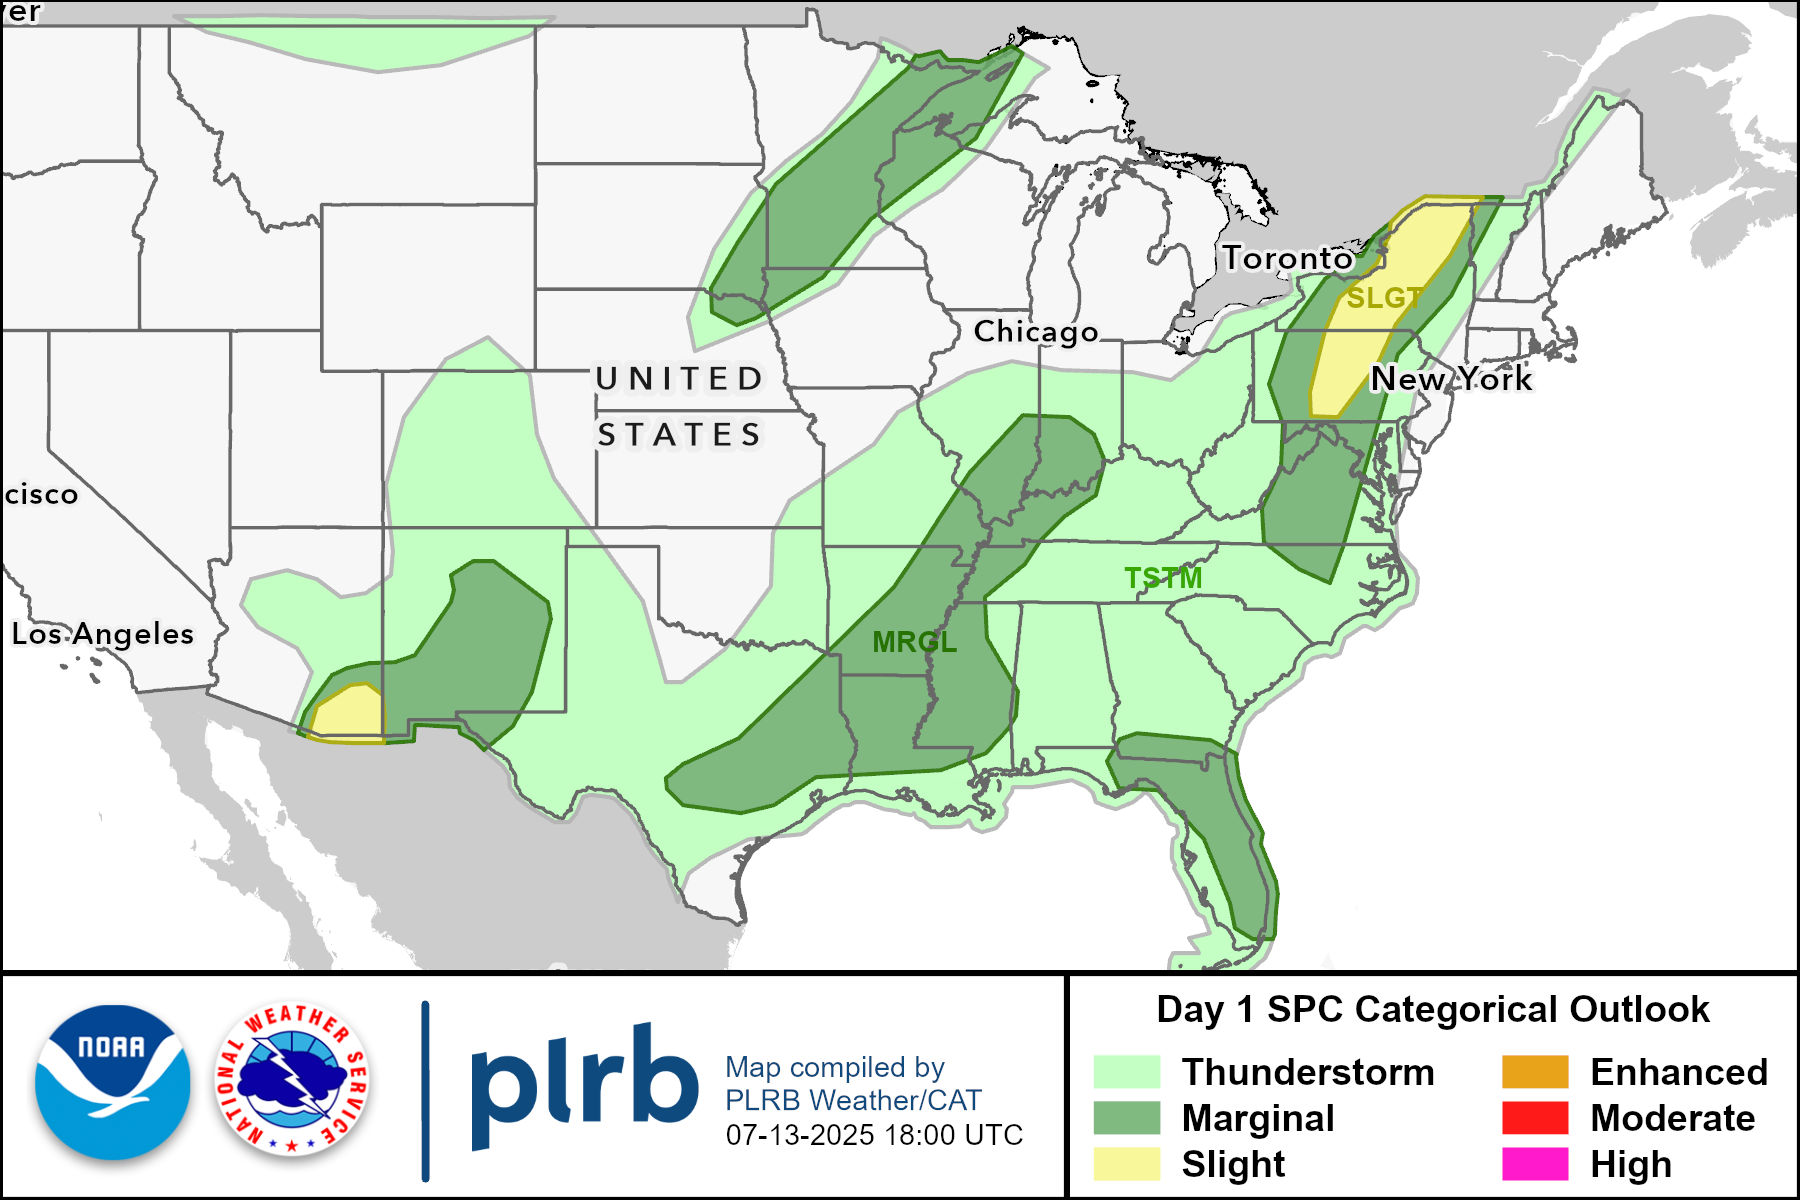 er
Toronto
SLGT
Chicago
New York
UNITED
STATES
cisco
TSTM
Los Angeles
MRGL
NOAA
NATIONAL WEATHER SERVICE
plrb
Map compiled by
PLRB Weather/CAT
07-13-2025 18:00 UTC
Day 1 SPC Categorical Outlook
Thunderstorm
Marginal
Slight
Enhanced
Moderate
High